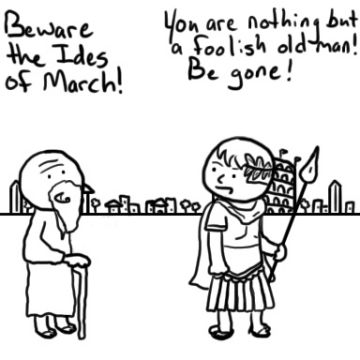 Beware
the Ides
of March!
You are nothing but
a foolish old man!
Be gone!